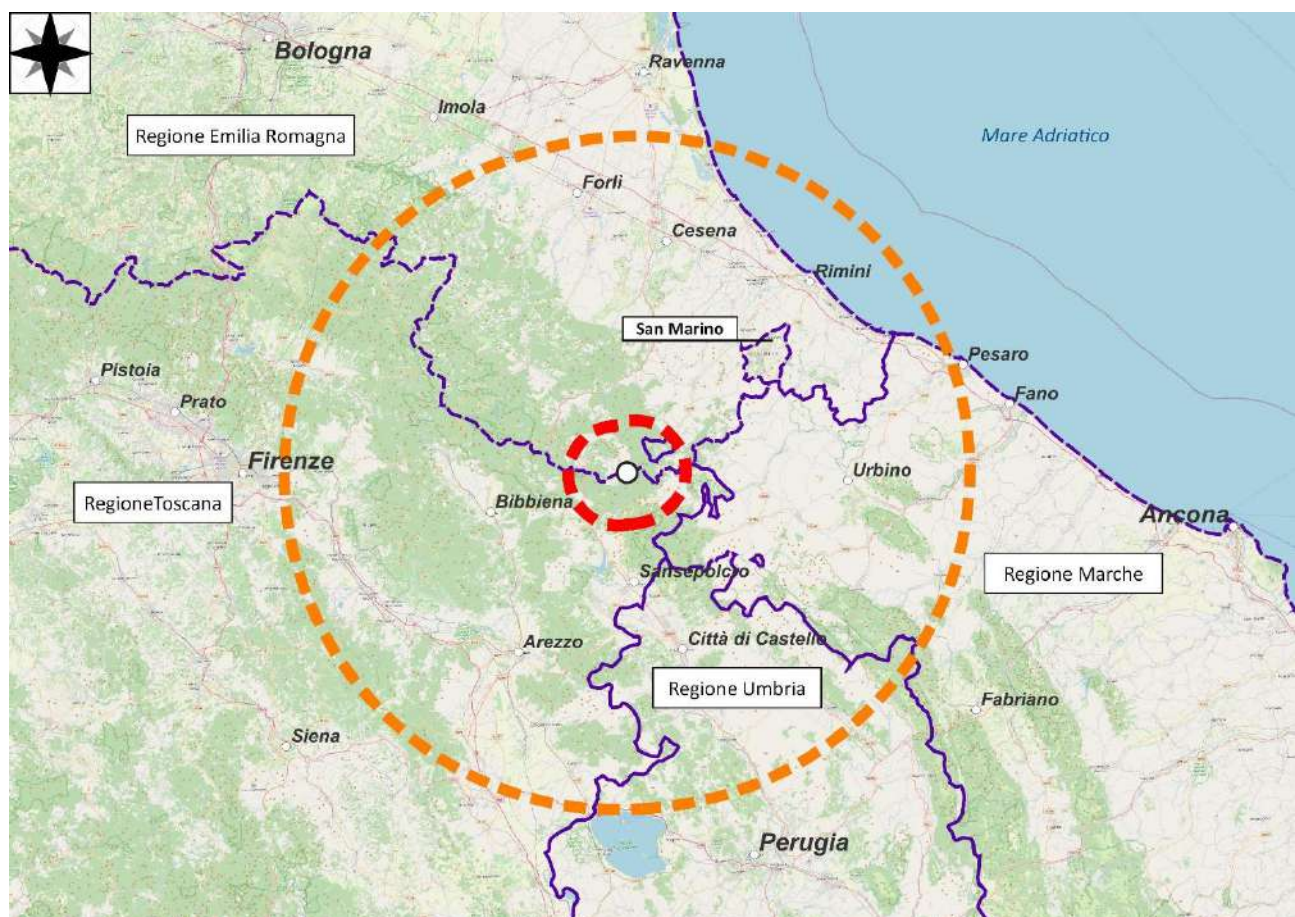 Bologna
Ravenna
Imola
Regione Emilia Romagna
Mare Adriatico
Forlì
Cesena
Rimini
San Marino
Pesaro
Pistoia
Prato
Fano
Firenze
Urbino
RegioneToscana
Bibbiena
Ancona
Sansepolcro
Regione Marche
Arezzo
Città di Castello
Regione Umbria
Fabriano
Siena
Perugia